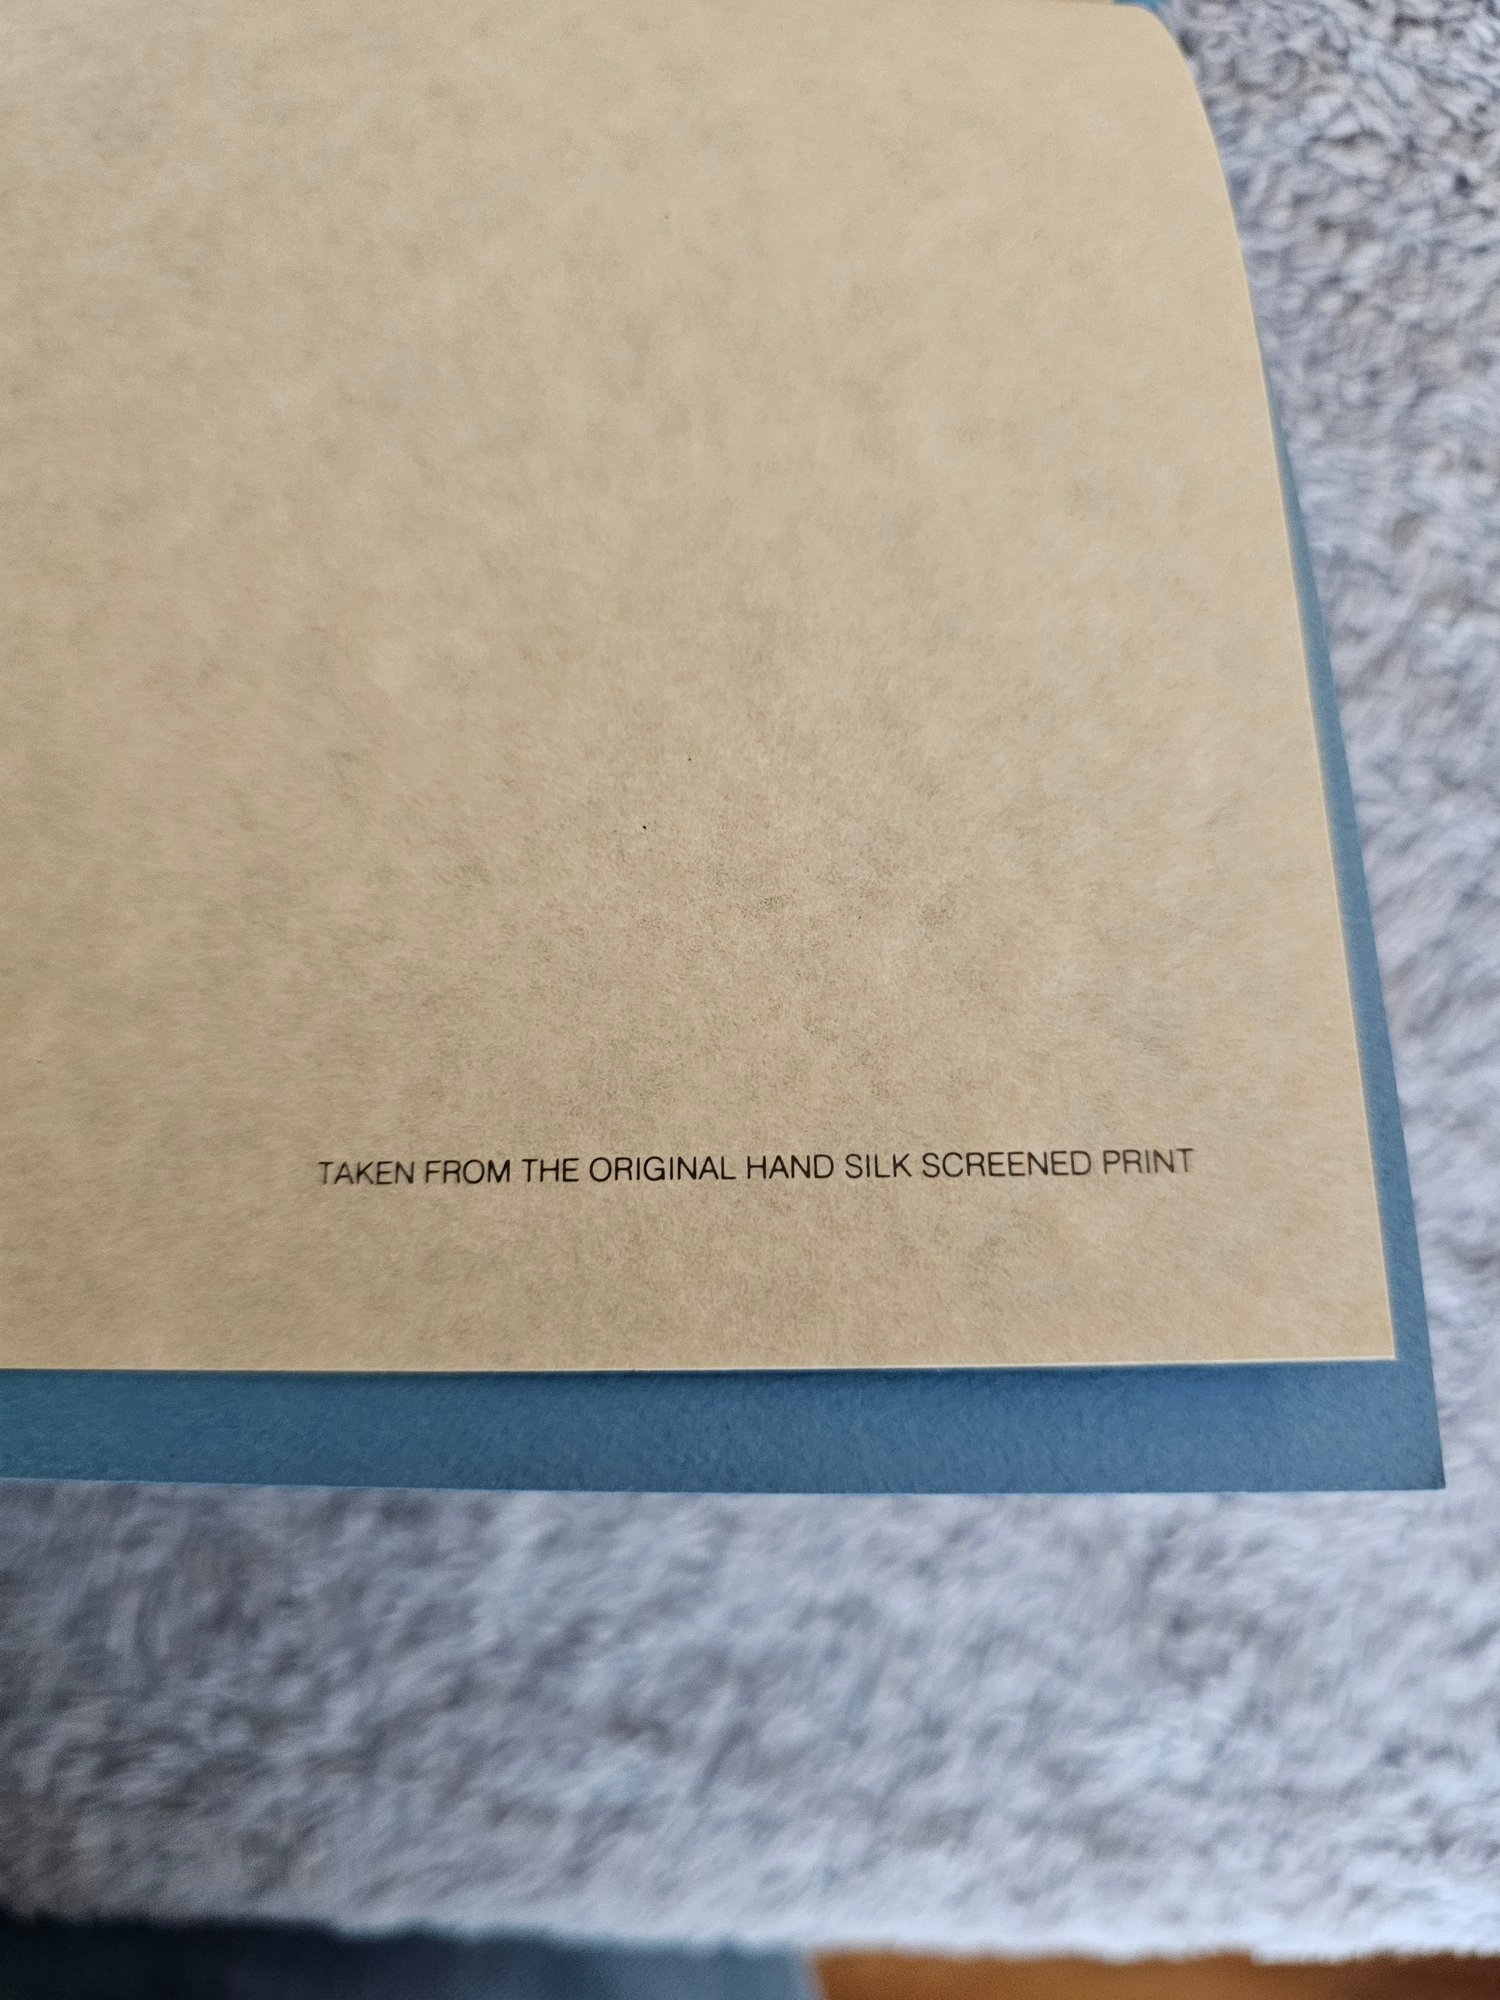 TAKEN FROM THE ORIGINAL HAND SILK SCREENED PRINT